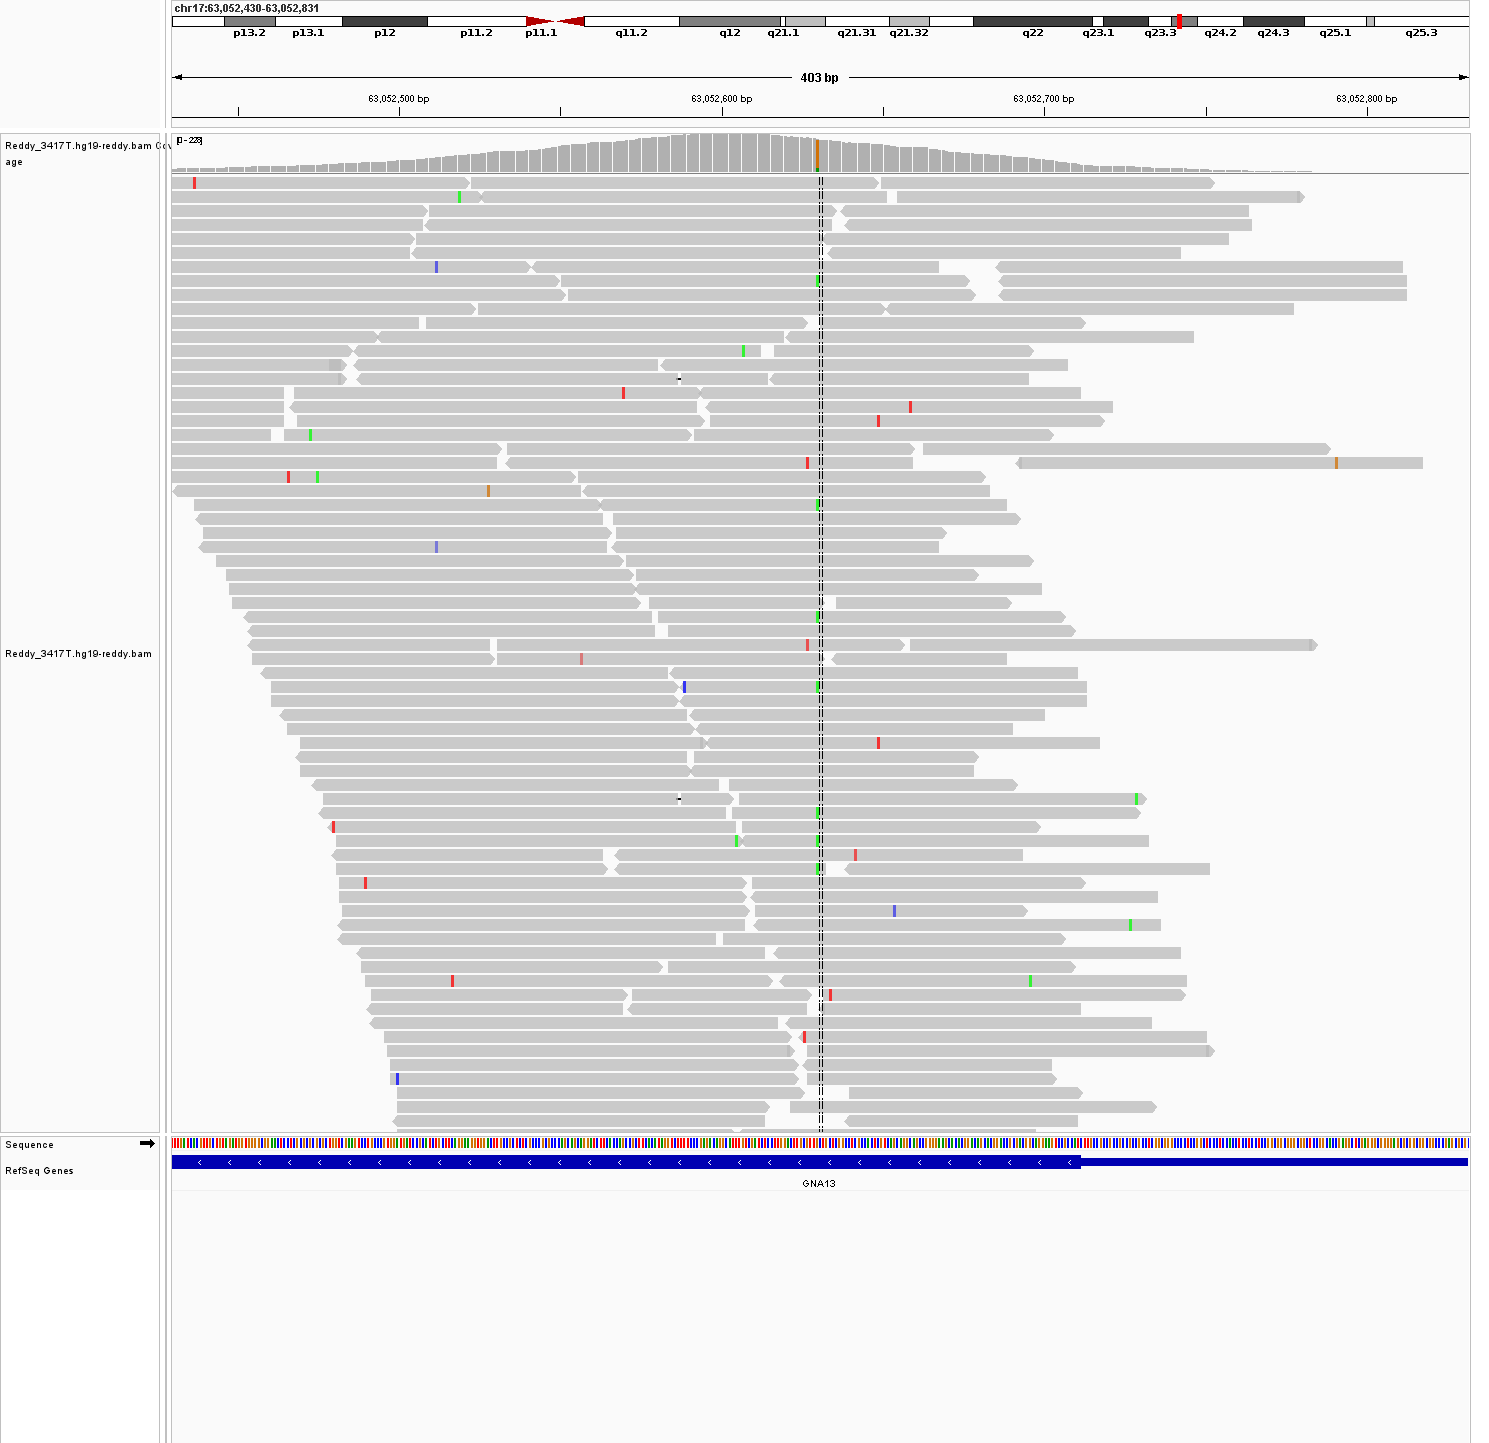 chr17:63,052,430-63,052,831
p13.2 p13.1 p12 p11.2 p11.1 q11.2 q12 q21.1 q21.31 q21.32 q22 q23.1 q23.3 q24.2 q24.3 q25.1 q25.3
403 bp
63,052,500 bp 63,052,600 bp 63,052,700 bp 63,052,800 bp
[0 - 228]
Reddy_3417T.hg19-reddy.bam Cov
age
Reddy_3417T.hg19-reddy.bam
Sequence
RefSeq Genes
GNA13